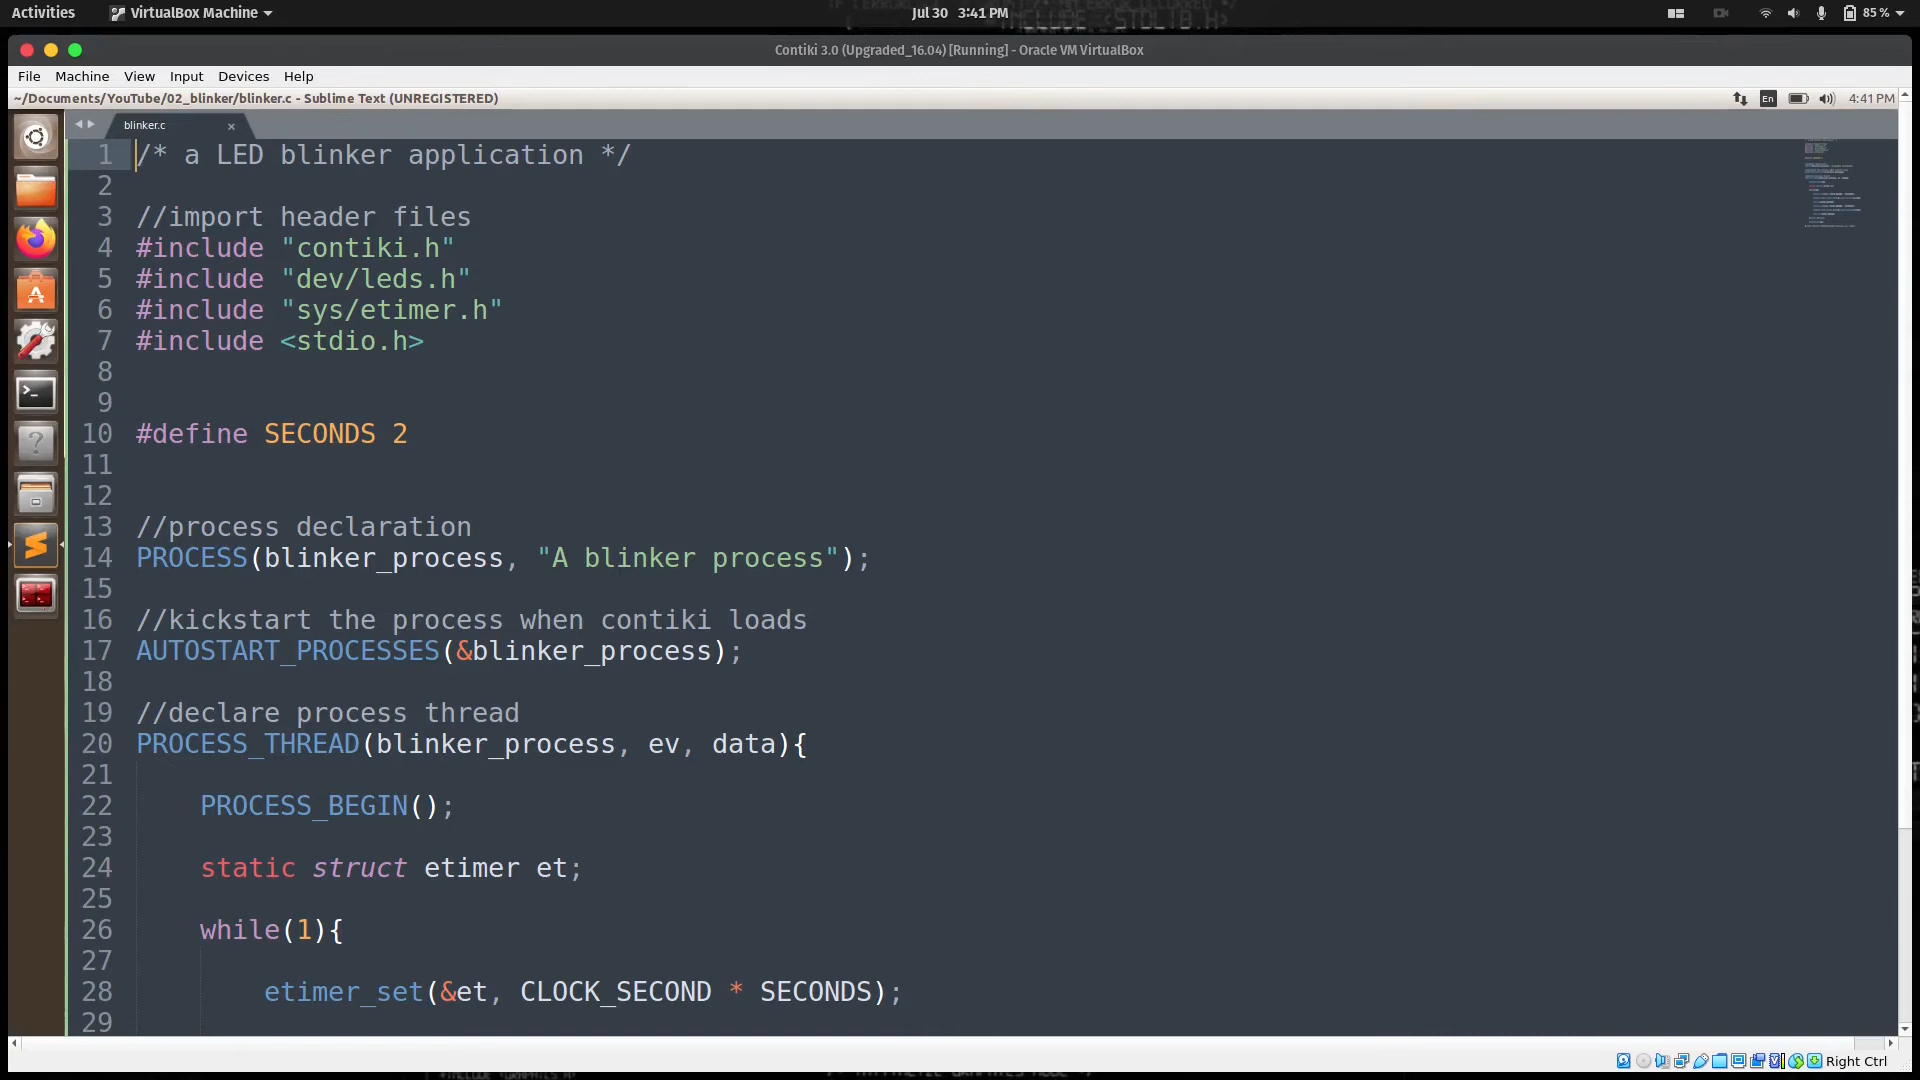 Activities VirtualBox Machine Jul 30 3:41 PM 85 %
Contiki 3.0 (Upgraded_16.04) [Running] - Oracle VM VirtualBox
File Machine View Input Devices Help
~/Documents/YouTube/02_blinker/blinker.c - Sublime Text (UNREGISTERED) En 4:41 PM
blinker.c ×
1 /* a LED blinker application */
2
3 //import header files
4 #include "contiki.h"
5 #include "dev/leds.h"
6 #include "sys/etimer.h"
7 #include <stdio.h>
8
9
10 #define SECONDS 2
11
12
13 //process declaration
14 PROCESS(blinker_process, "A blinker process");
15
16 //kickstart the process when contiki loads
17 AUTOSTART_PROCESSES(&blinker_process);
18
19 //declare process thread
20 PROCESS_THREAD(blinker_process, ev, data){
21
22 PROCESS_BEGIN();
23
24 static struct etimer et;
25
26 while(1){
27
28 etimer_set(&et, CLOCK_SECOND * SECONDS);
29
Right Ctrl